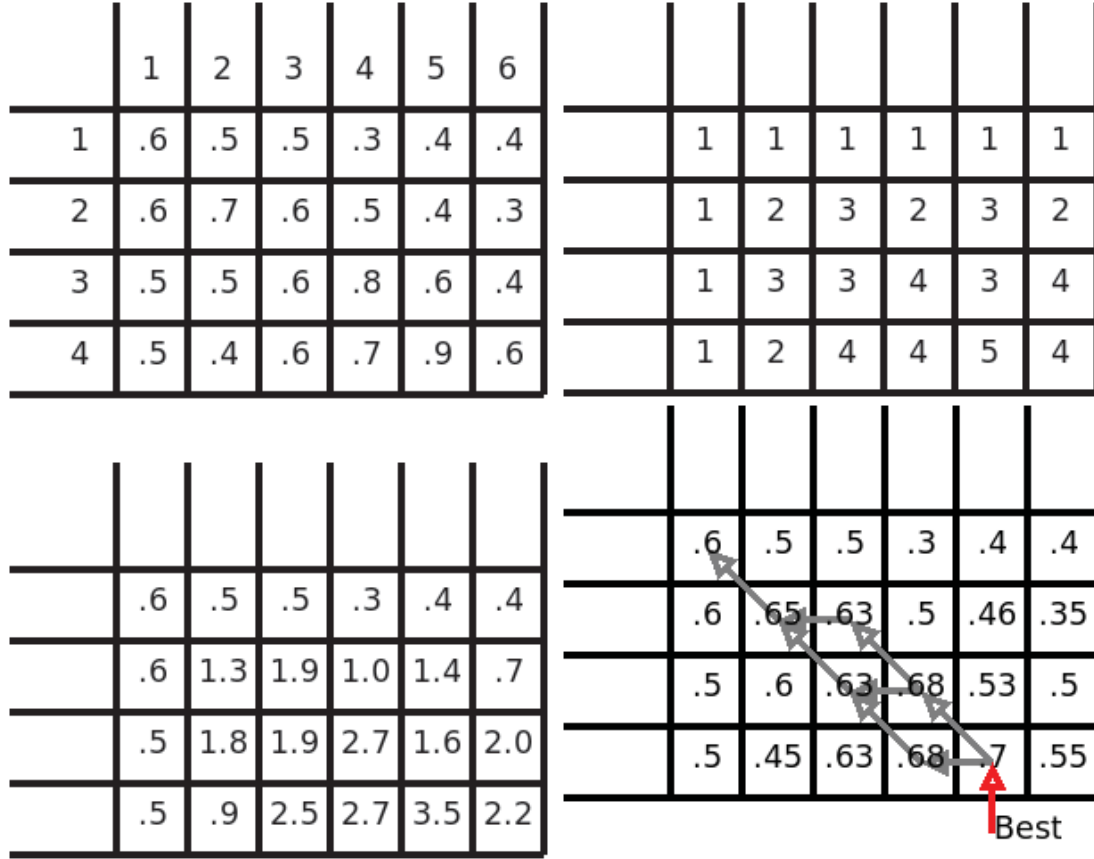 1 2 3 4 5 6
1 .6 .5 .5 .3 .4 .4
2 .6 .7 .6 .5 .4 .3
3 .5 .5 .6 .8 .6 .4
4 .5 .4 .6 .7 .9 .6
1 1 1 1 1 1
1 2 3 2 3 2
1 3 3 4 3 4
1 2 4 4 5 4
.6 .5 .5 .3 .4 .4
.6 1.3 1.9 1.0 1.4 .7
.5 1.8 1.9 2.7 1.6 2.0
.5 .9 2.5 2.7 3.5 2.2
.6 .5 .5 .3 .4 .4
.6 .65 .63 .5 .46 .35
.5 .6 .63 .68 .53 .5
.5 .45 .63 .68 .7 .55
Best